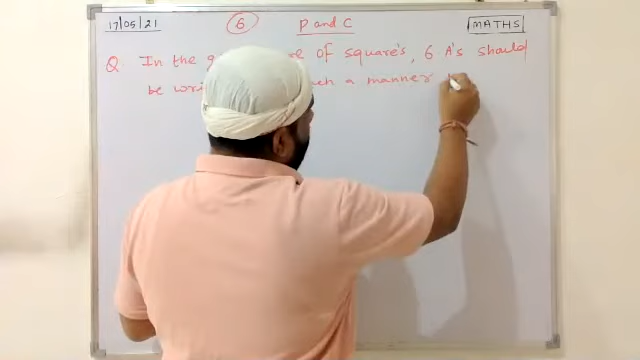 17/05/21 6 P and C MATHS
Q In the of square's, 6 A's should
be a manner